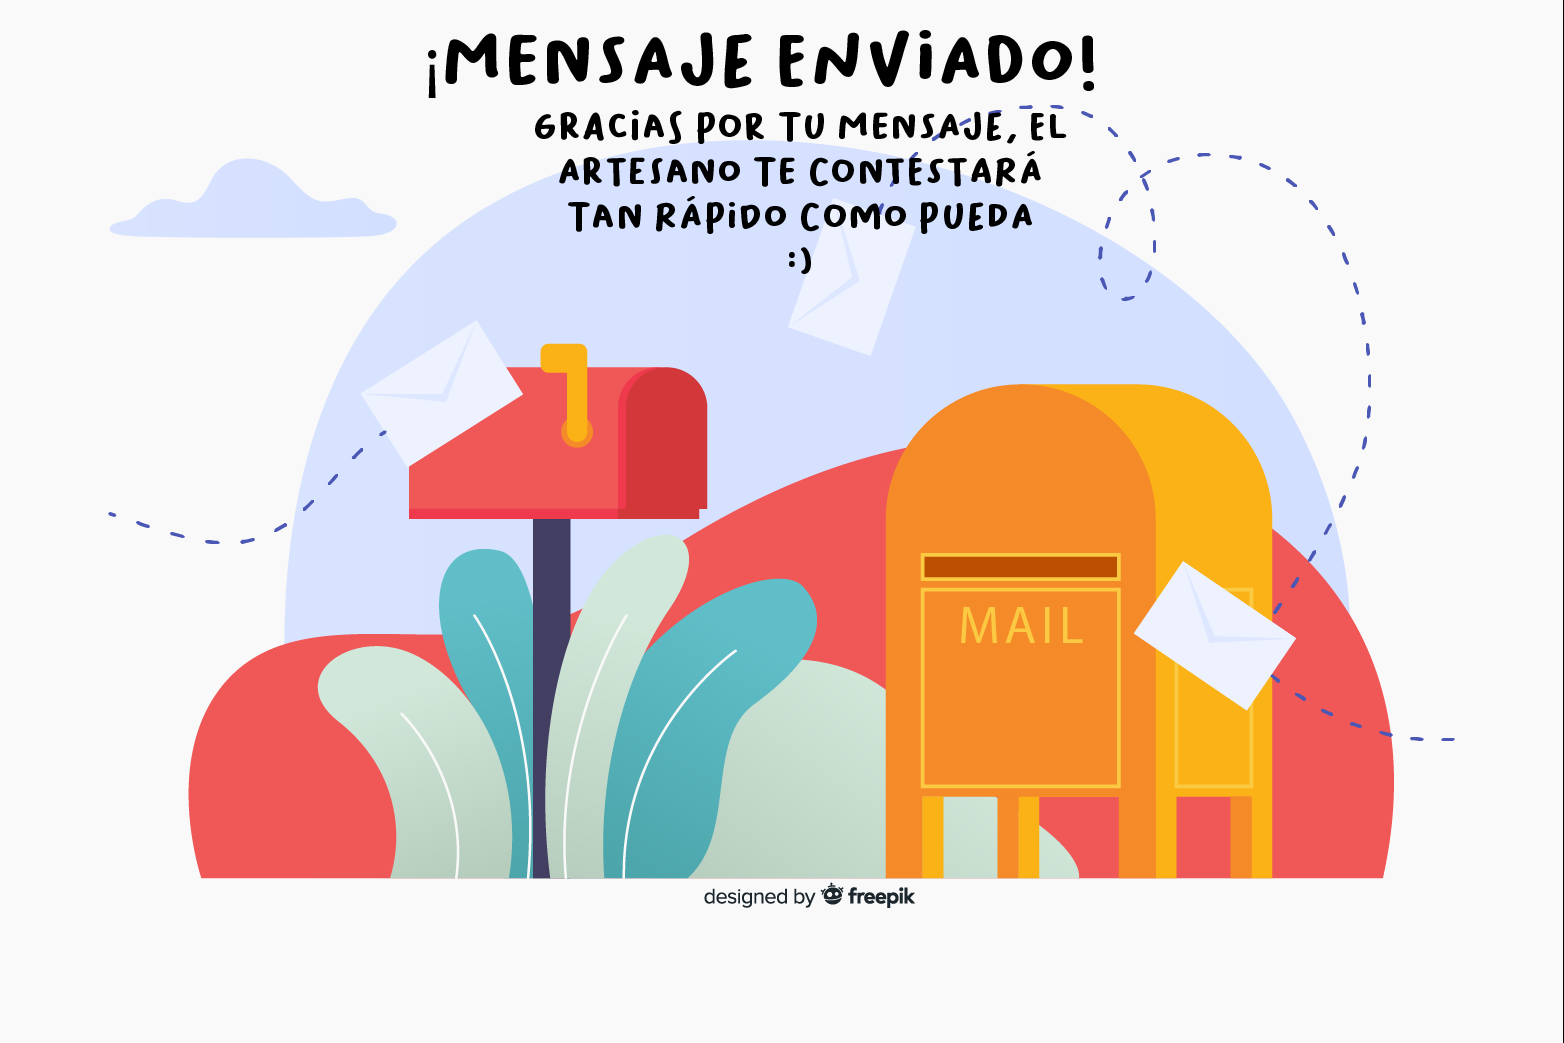 ¡MENSAJE ENVIADO!
GRACIAS POR TU MENSAJE, EL
ARTESANO TE CONTESTARÁ
TAN RÁPIDO COMO PUEDA
:)
MAIL
designed by freepik